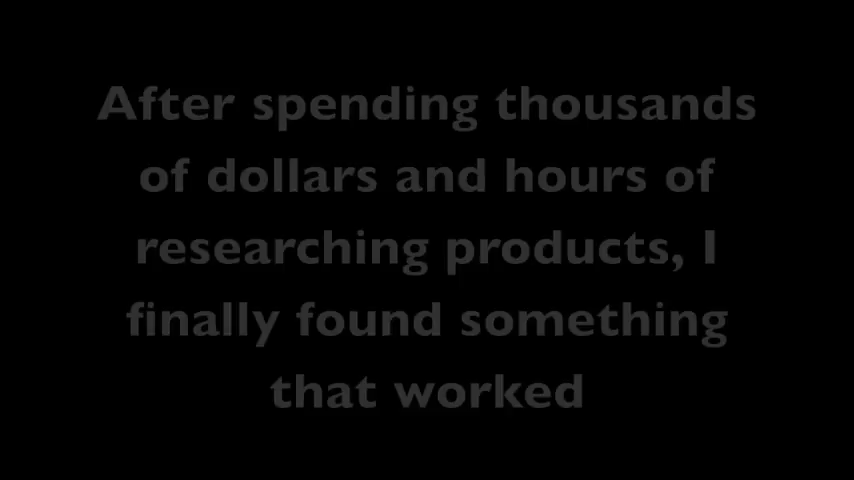 After spending thousands
of dollars and hours of
researching products, I
finally found something
that worked